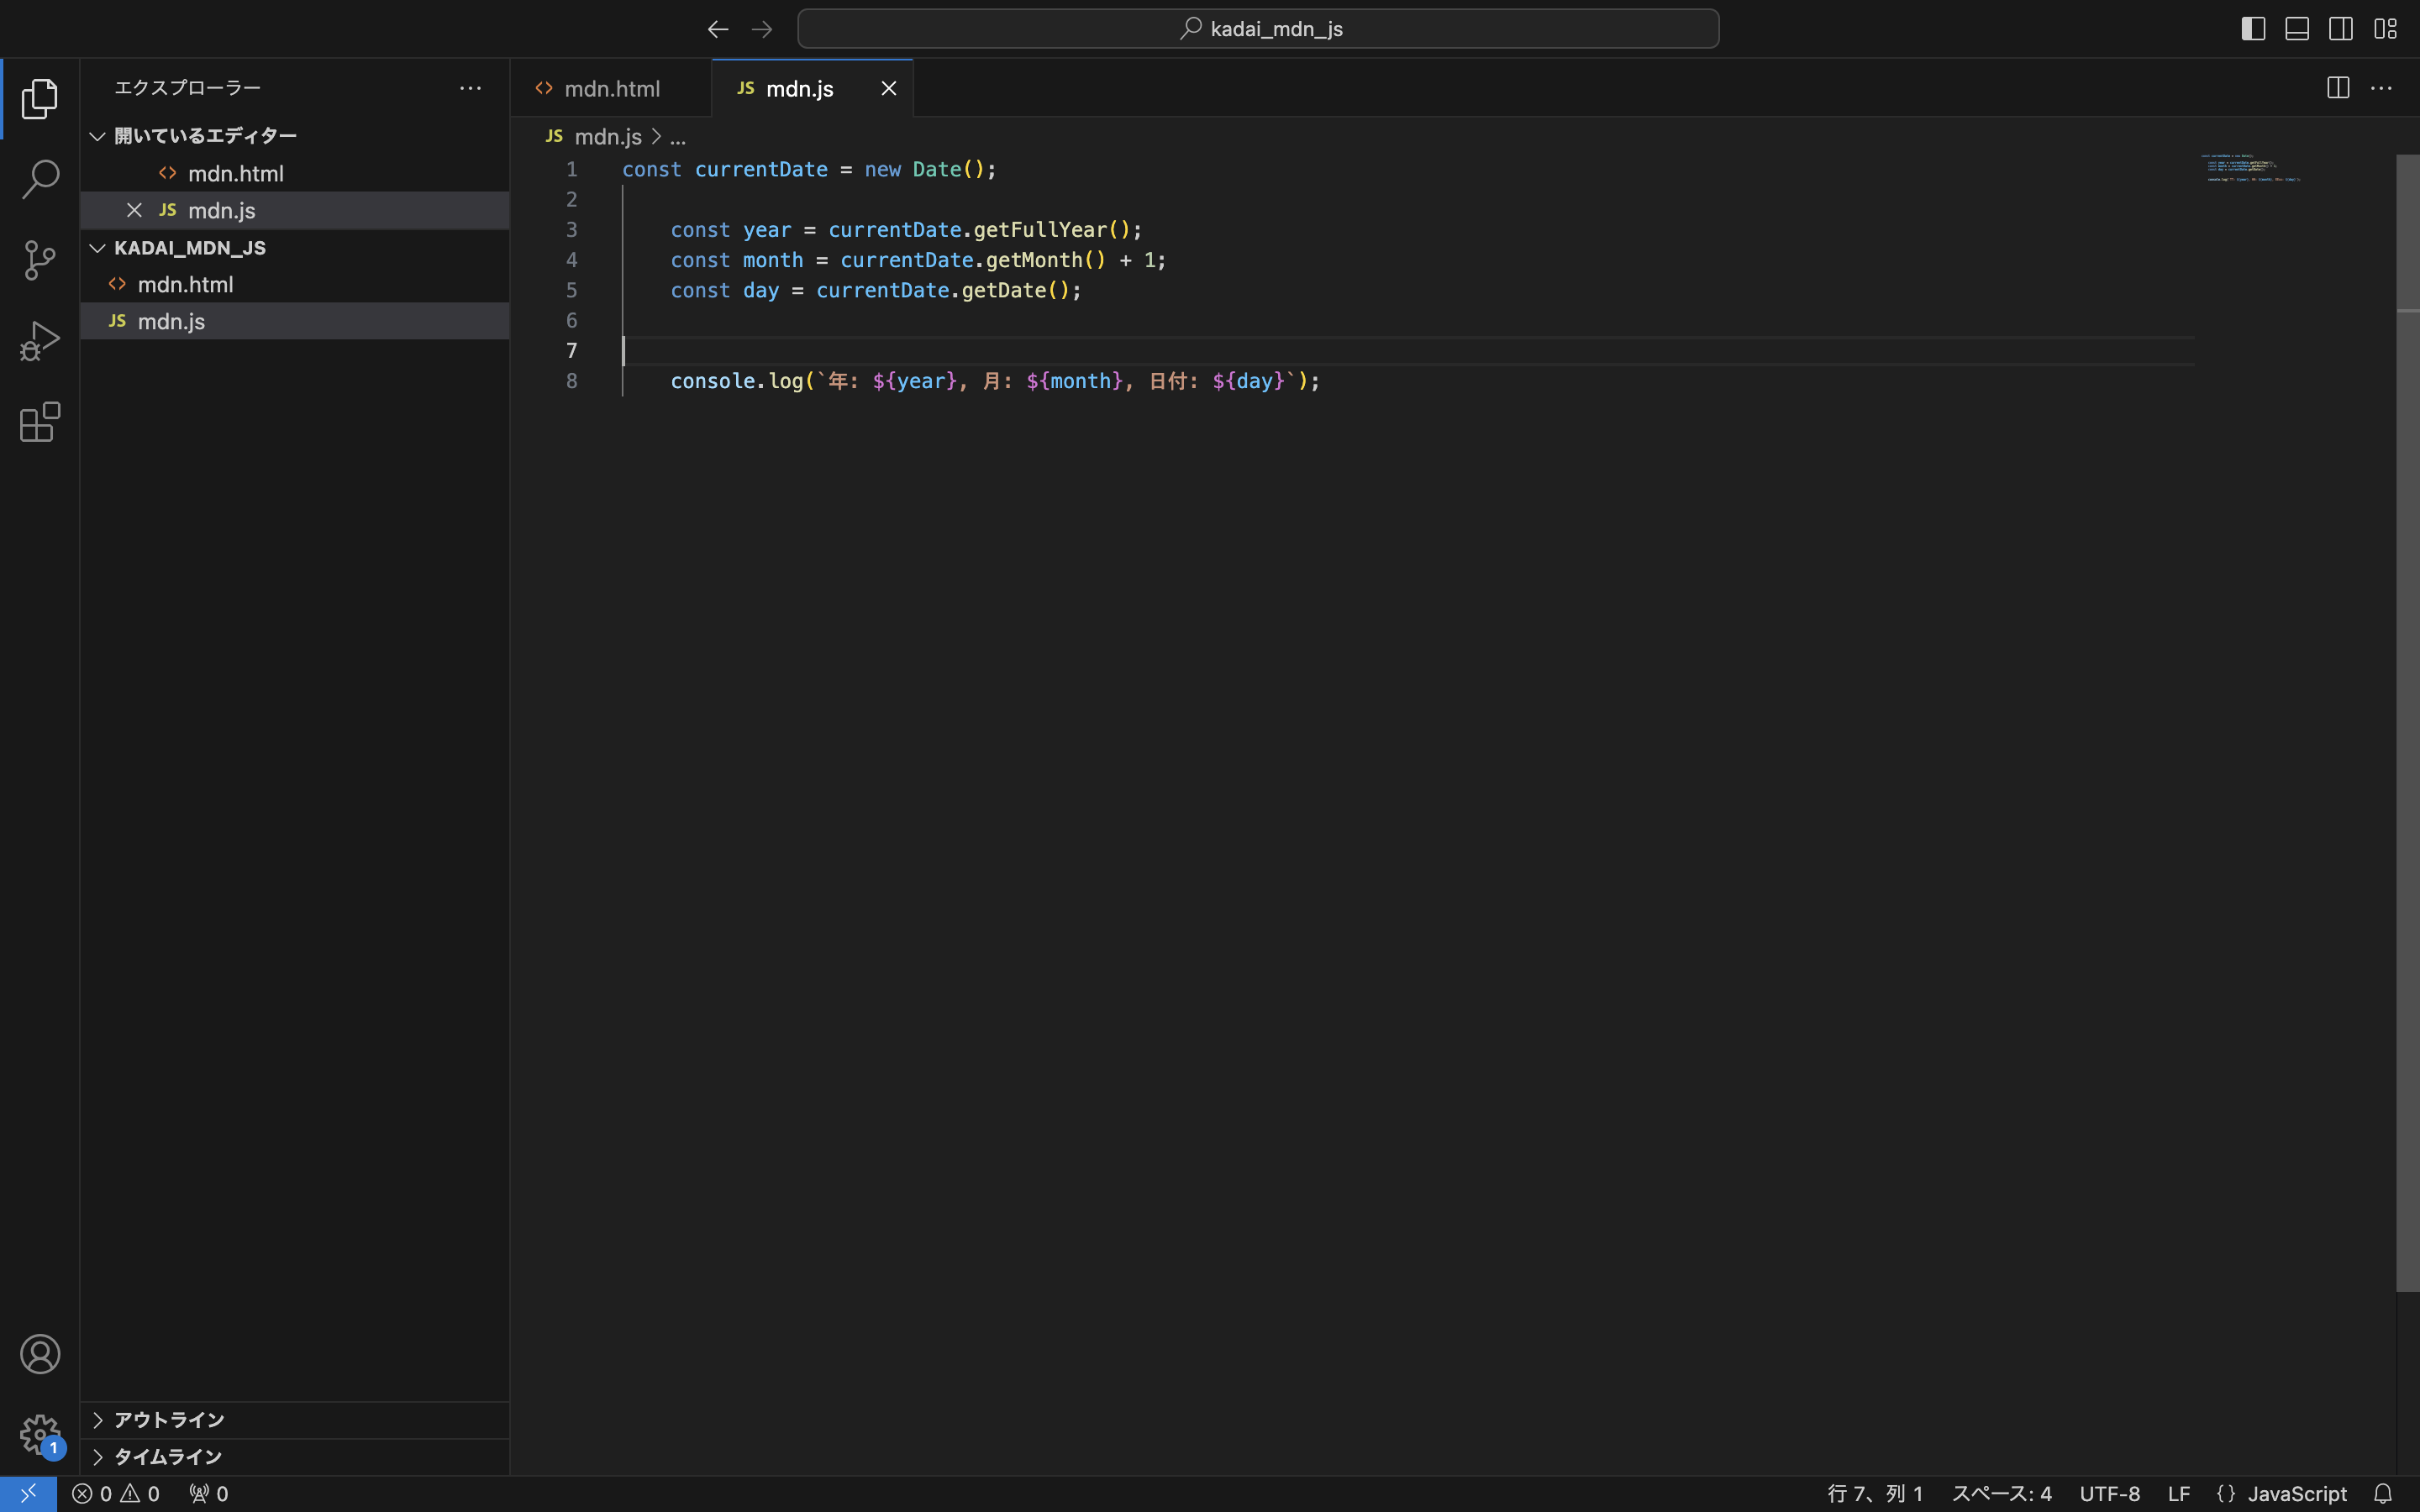 kadai_mdn_js
エクスプローラー
開いているエディター
mdn.html
JS mdn.js
KADAI_MDN_JS
mdn.html
JS mdn.js
アウトライン
タイムライン
mdn.html
JS mdn.js
JS mdn.js > ...
1 const currentDate = new Date();
2
3 const year = currentDate.getFullYear();
4 const month = currentDate.getMonth() + 1;
5 const day = currentDate.getDate();
6
7
8 console.log(`年: ${year}, 月: ${month}, 日付: ${day}`);
1
0 0 0
行 7、列 1 スペース: 4 UTF-8 LF {} JavaScript